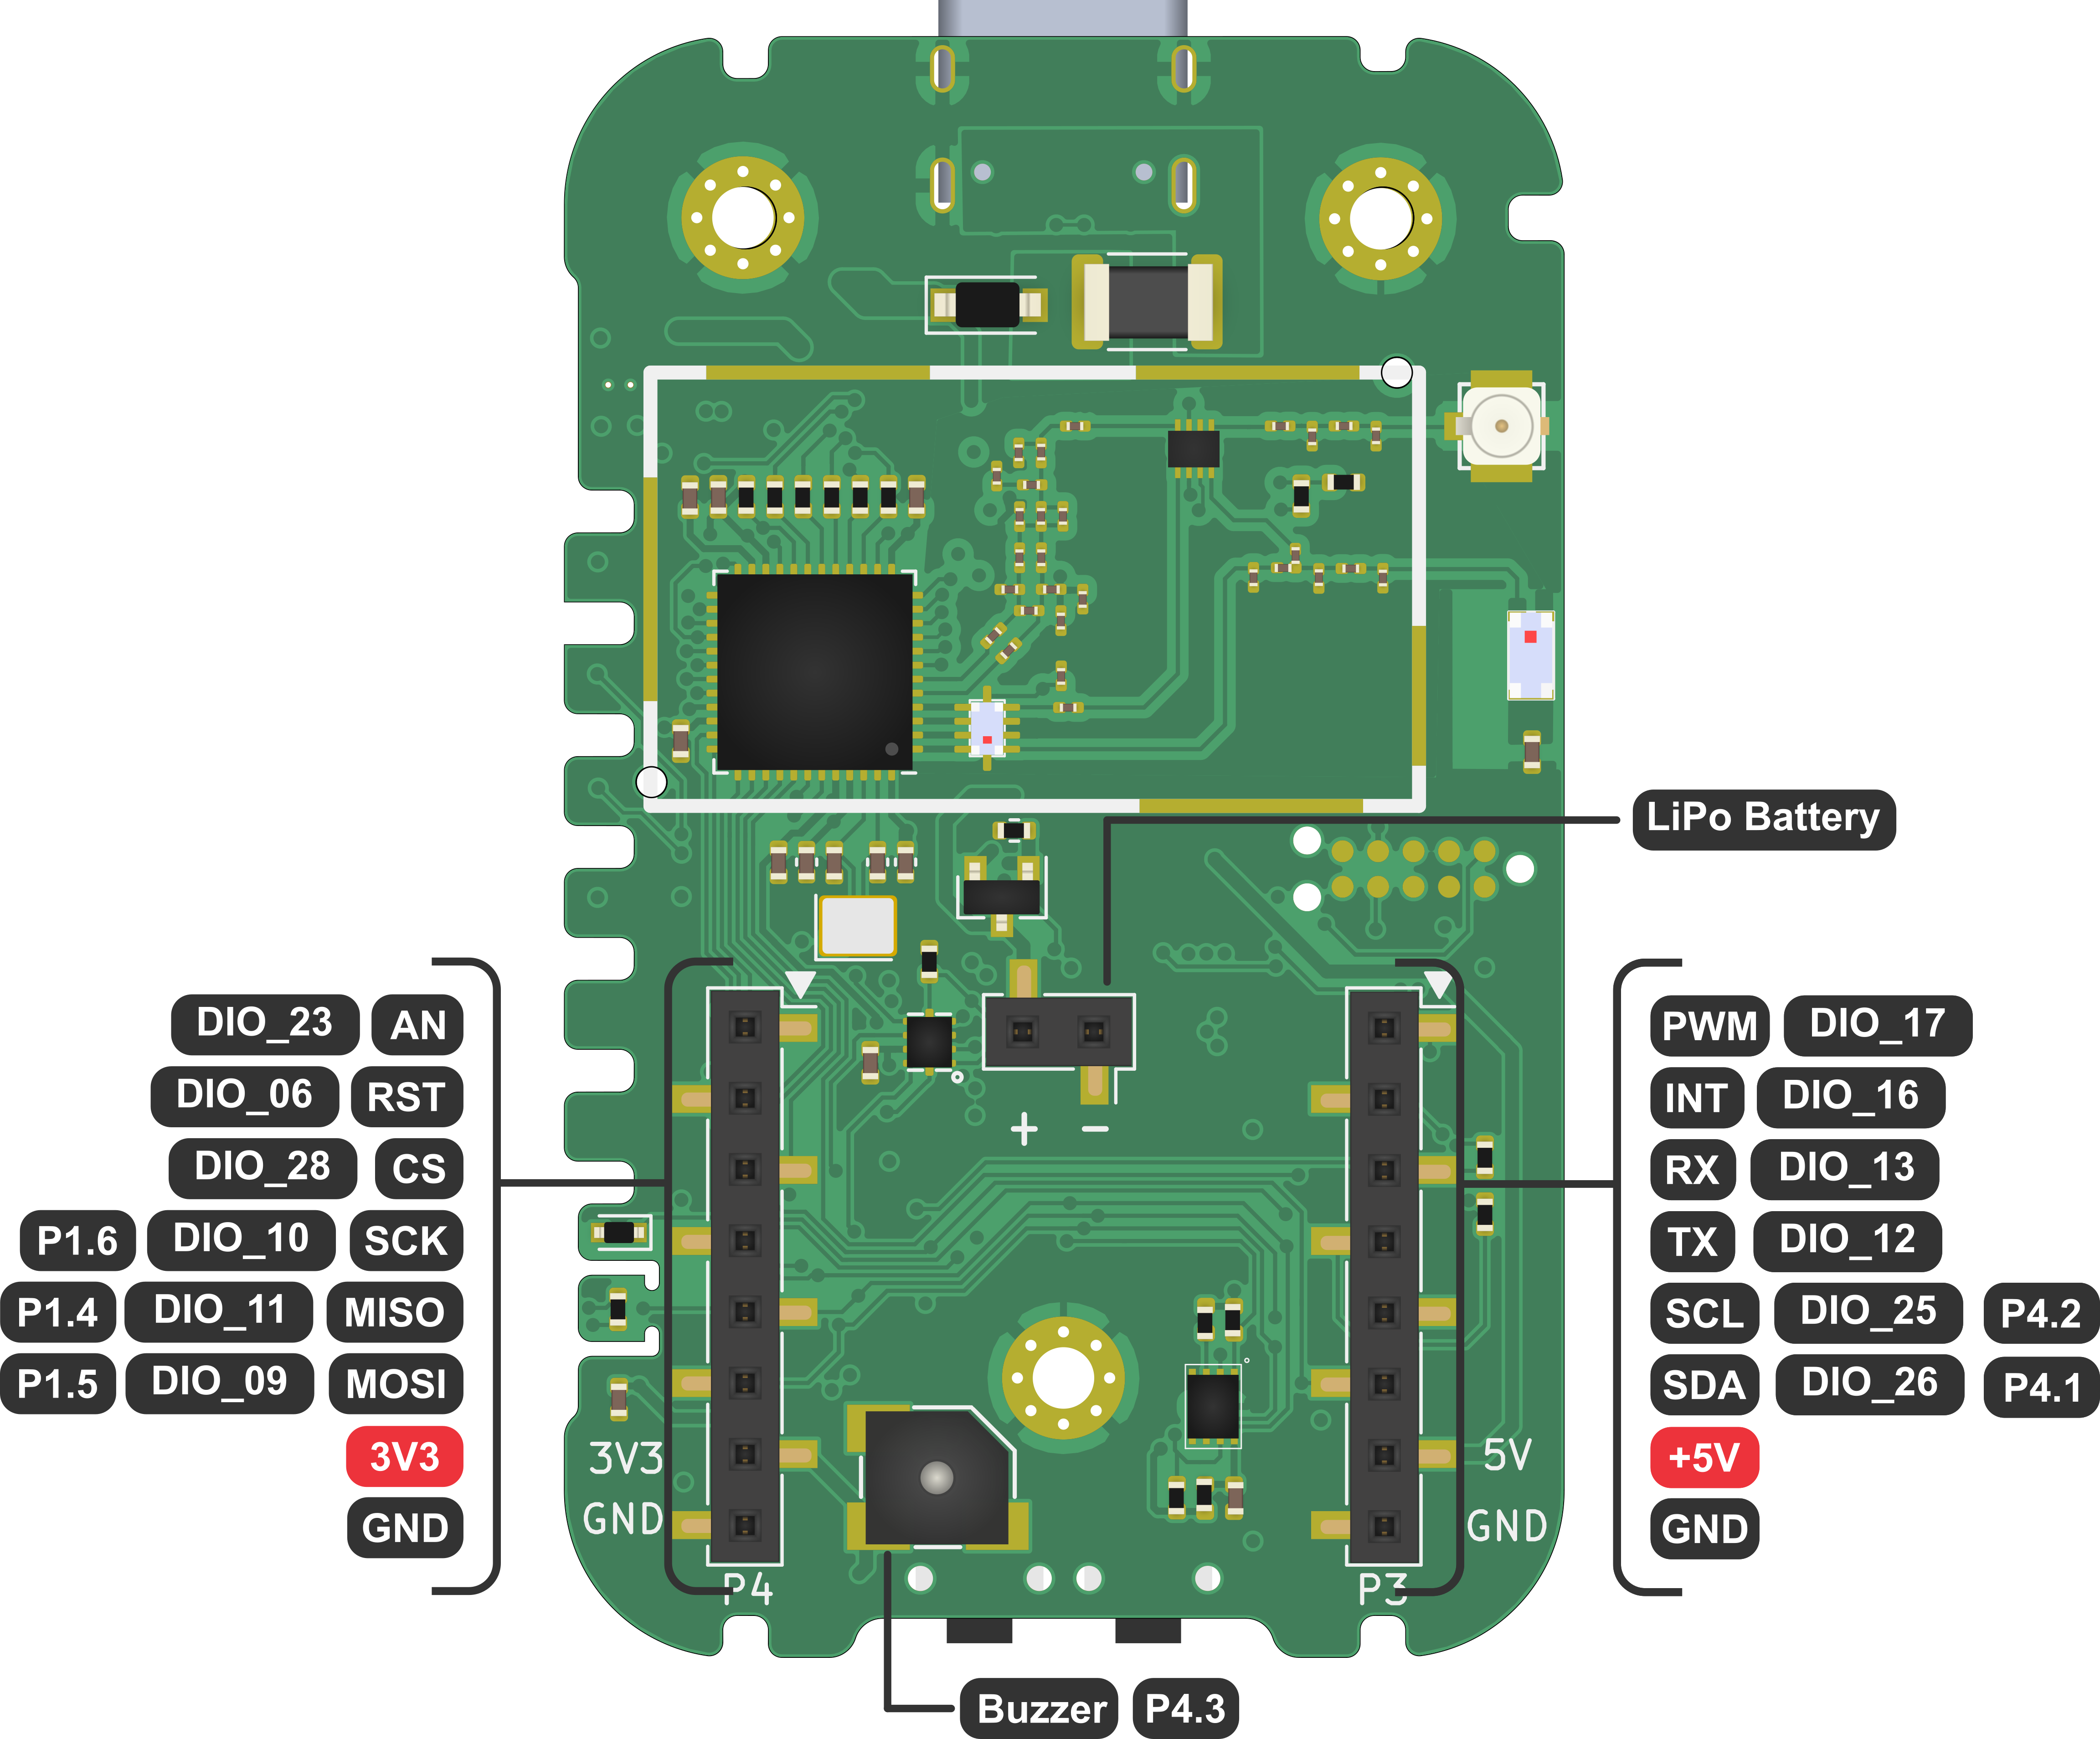 LiPo Battery
DIO_23 AN
DIO_06 RST
DIO_28 CS
P1.6 DIO_10 SCK
P1.4 DIO_11 MISO
P1.5 DIO_09 MOSI
3V3
GND
+ -
3V3
GND
P4
5V
GND
P3
PWM DIO_17
INT DIO_16
RX DIO_13
TX DIO_12
SCL DIO_25 P4.2
SDA DIO_26 P4.1
+5V
GND
Buzzer P4.3